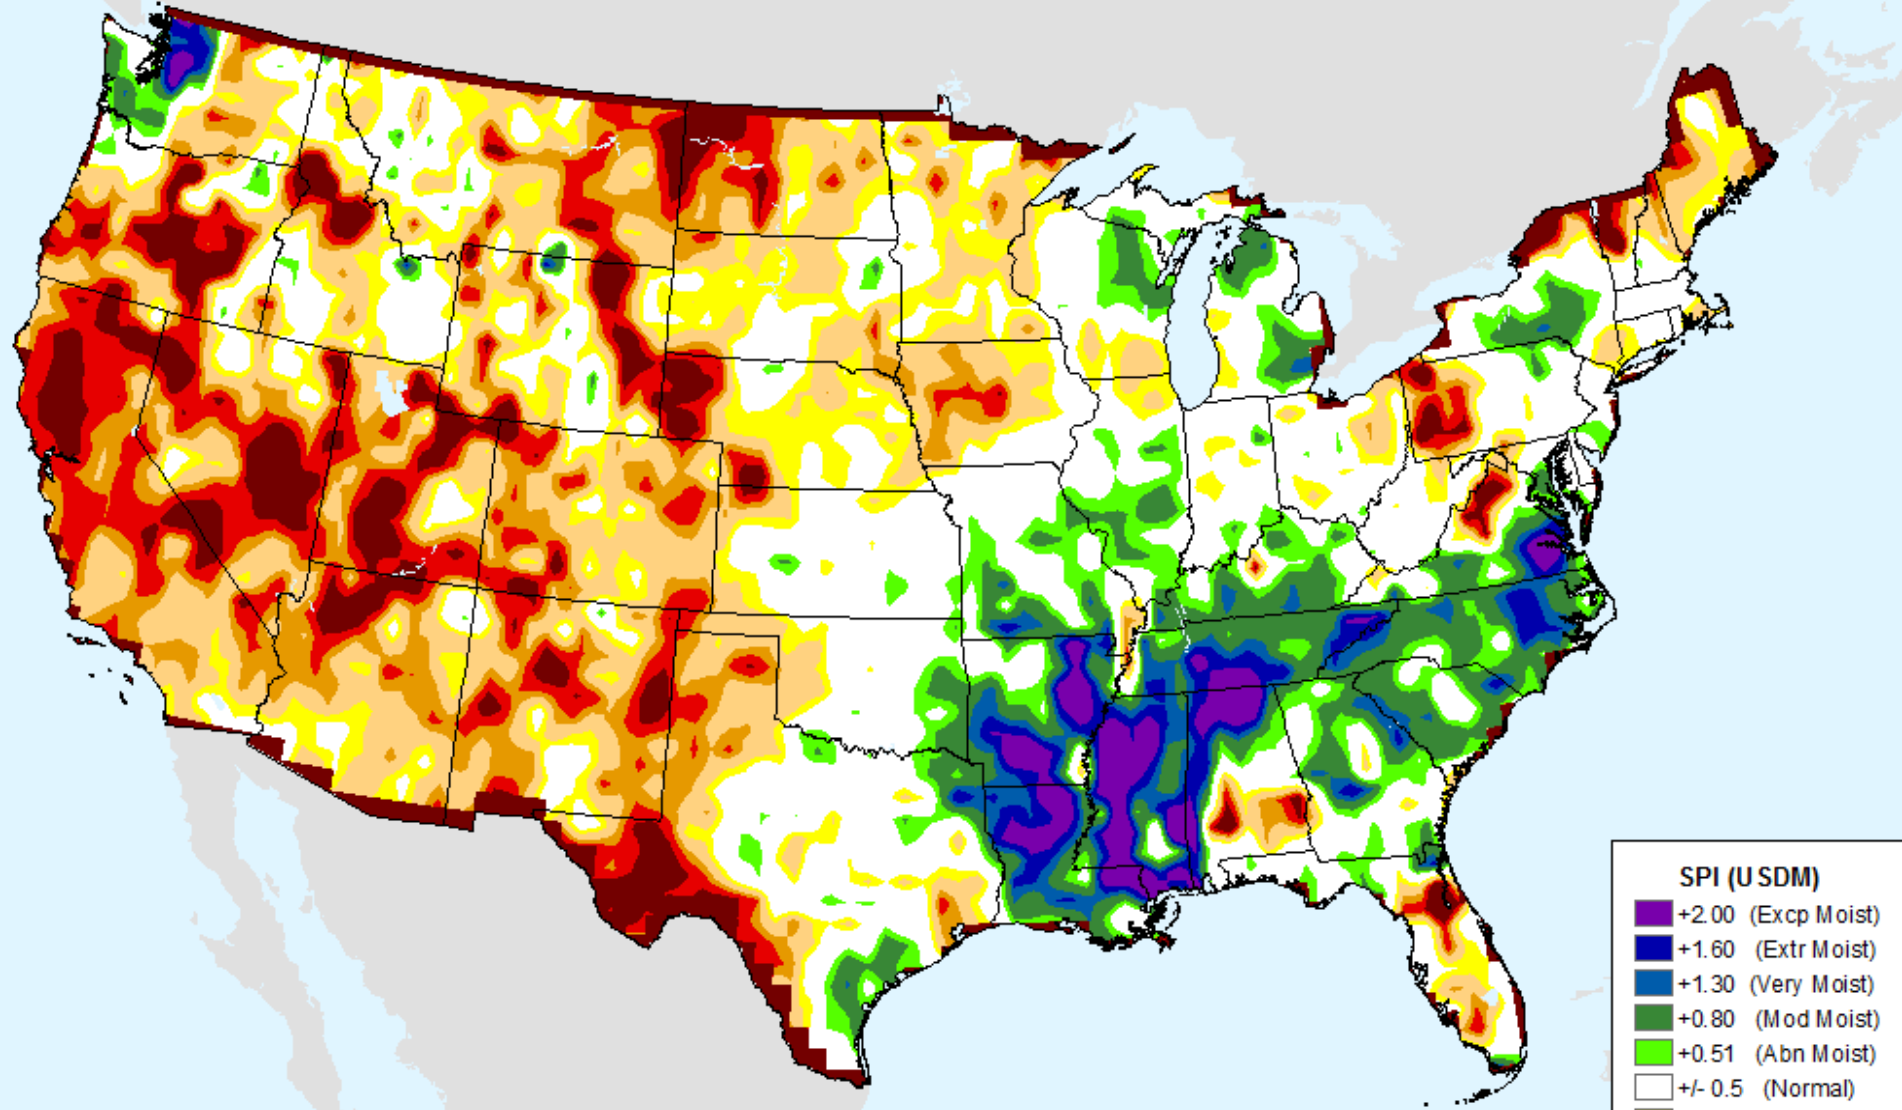 SPI (USDM)
+2.00 (Excp Moist)
+1.60 (Extr Moist)
+1.30 (Very Moist)
+0.80 (Mod Moist)
+0.51 (Abn Moist)
+/- 0.5 (Normal)